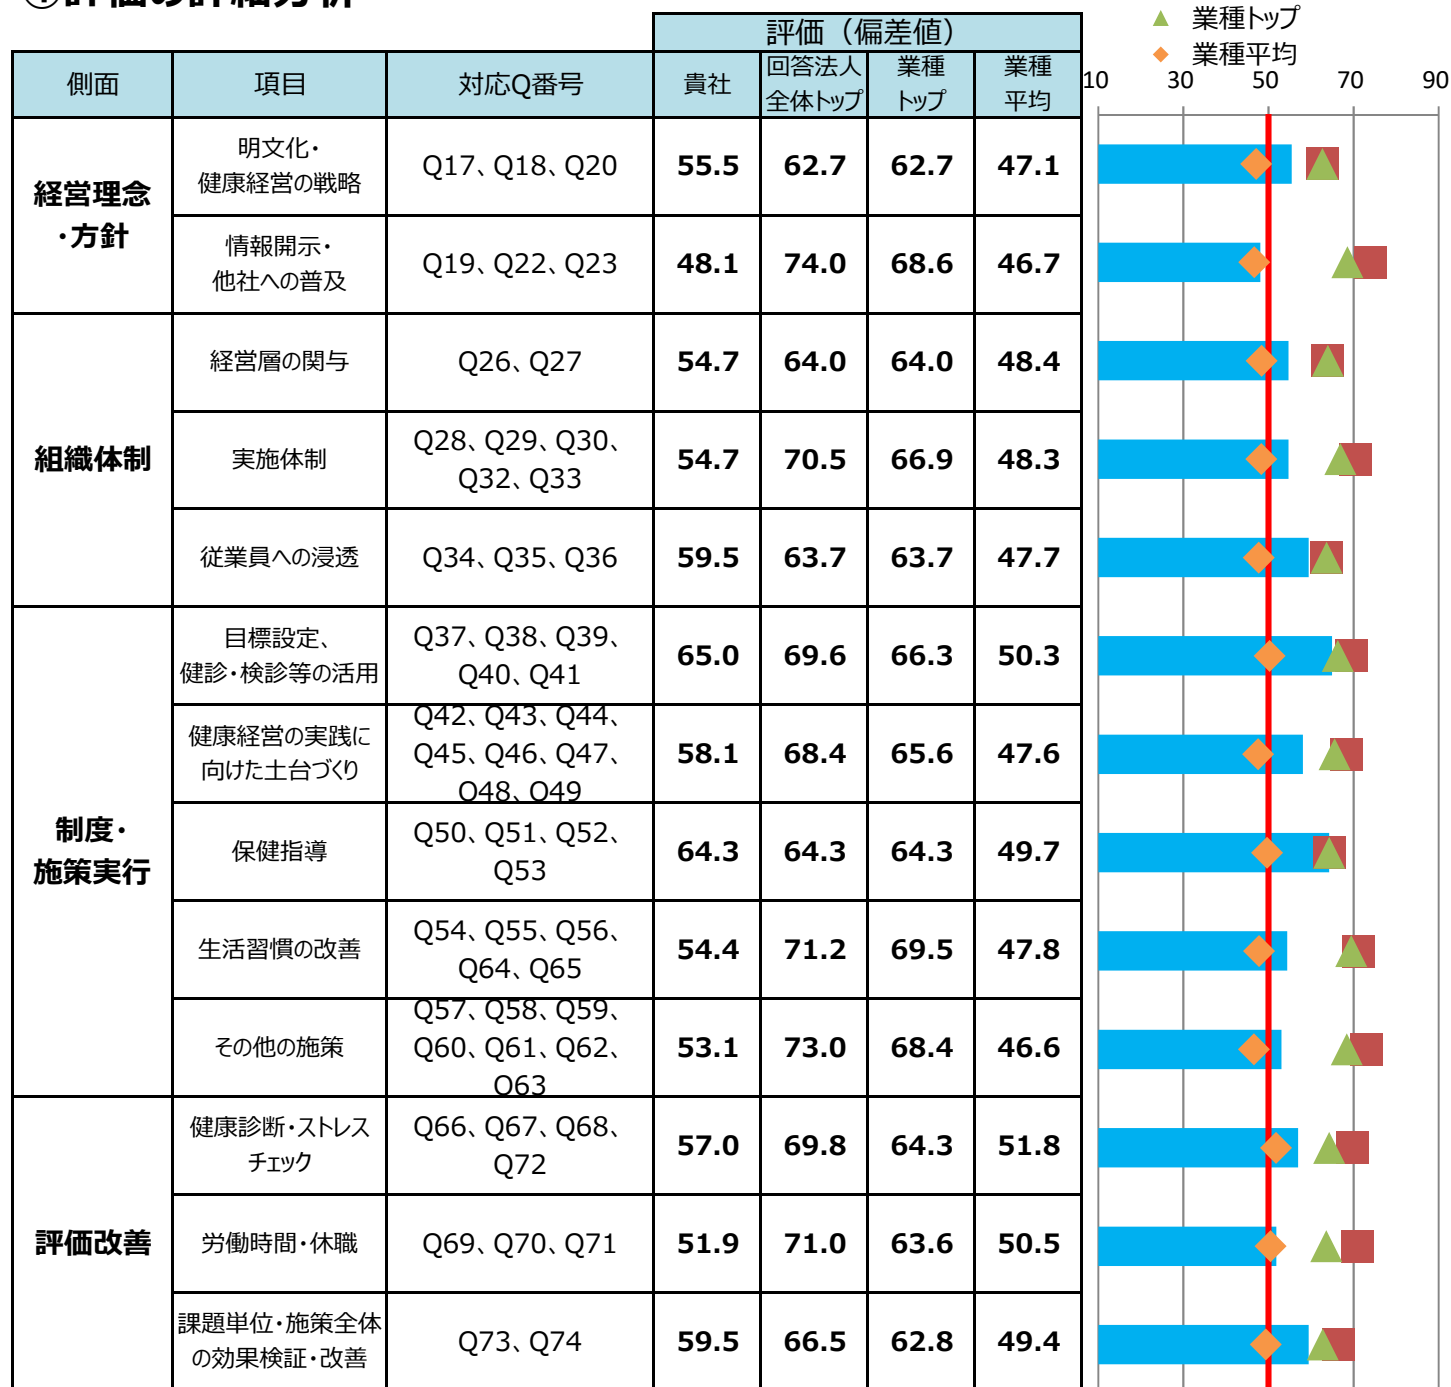 ①評価の詳細分析
業種トップ
業種平均
評価（偏差値）
側面 項目 対応Q番号 貴社 回答法人全体トップ 業種トップ 業種平均
10 30 50 70 90
経営理念・方針
明文化・
健康経営の戦略
Q17、Q18、Q20 55.5 62.7 62.7 47.1
情報開示・
他社への普及
Q19、Q22、Q23 48.1 74.0 68.6 46.7
組織体制
経営層の関与 Q26、Q27 54.7 64.0 64.0 48.4
実施体制
Q28、Q29、Q30、
Q32、Q33
54.7 70.5 66.9 48.3
従業員への浸透 Q34、Q35、Q36 59.5 63.7 63.7 47.7
制度・
施策実行
目標設定、
健診・検診等の活用
Q37、Q38、Q39、
Q40、Q41
65.0 69.6 66.3 50.3
健康経営の実践に
向けた土台づくり
Q42、Q43、Q44、
Q45、Q46、Q47、
Q48、Q49
58.1 68.4 65.6 47.6
保健指導
Q50、Q51、Q52、
Q53
64.3 64.3 64.3 49.7
生活習慣の改善
Q54、Q55、Q56、
Q64、Q65
54.4 71.2 69.5 47.8
その他の施策
Q57、Q58、Q59、
Q60、Q61、Q62、
Q63
53.1 73.0 68.4 46.6
評価改善
健康診断・ストレス
チェック
Q66、Q67、Q68、
Q72
57.0 69.8 64.3 51.8
労働時間・休職 Q69、Q70、Q71 51.9 71.0 63.6 50.5
課題単位・施策全体
の効果検証・改善
Q73、Q74 59.5 66.5 62.8 49.4